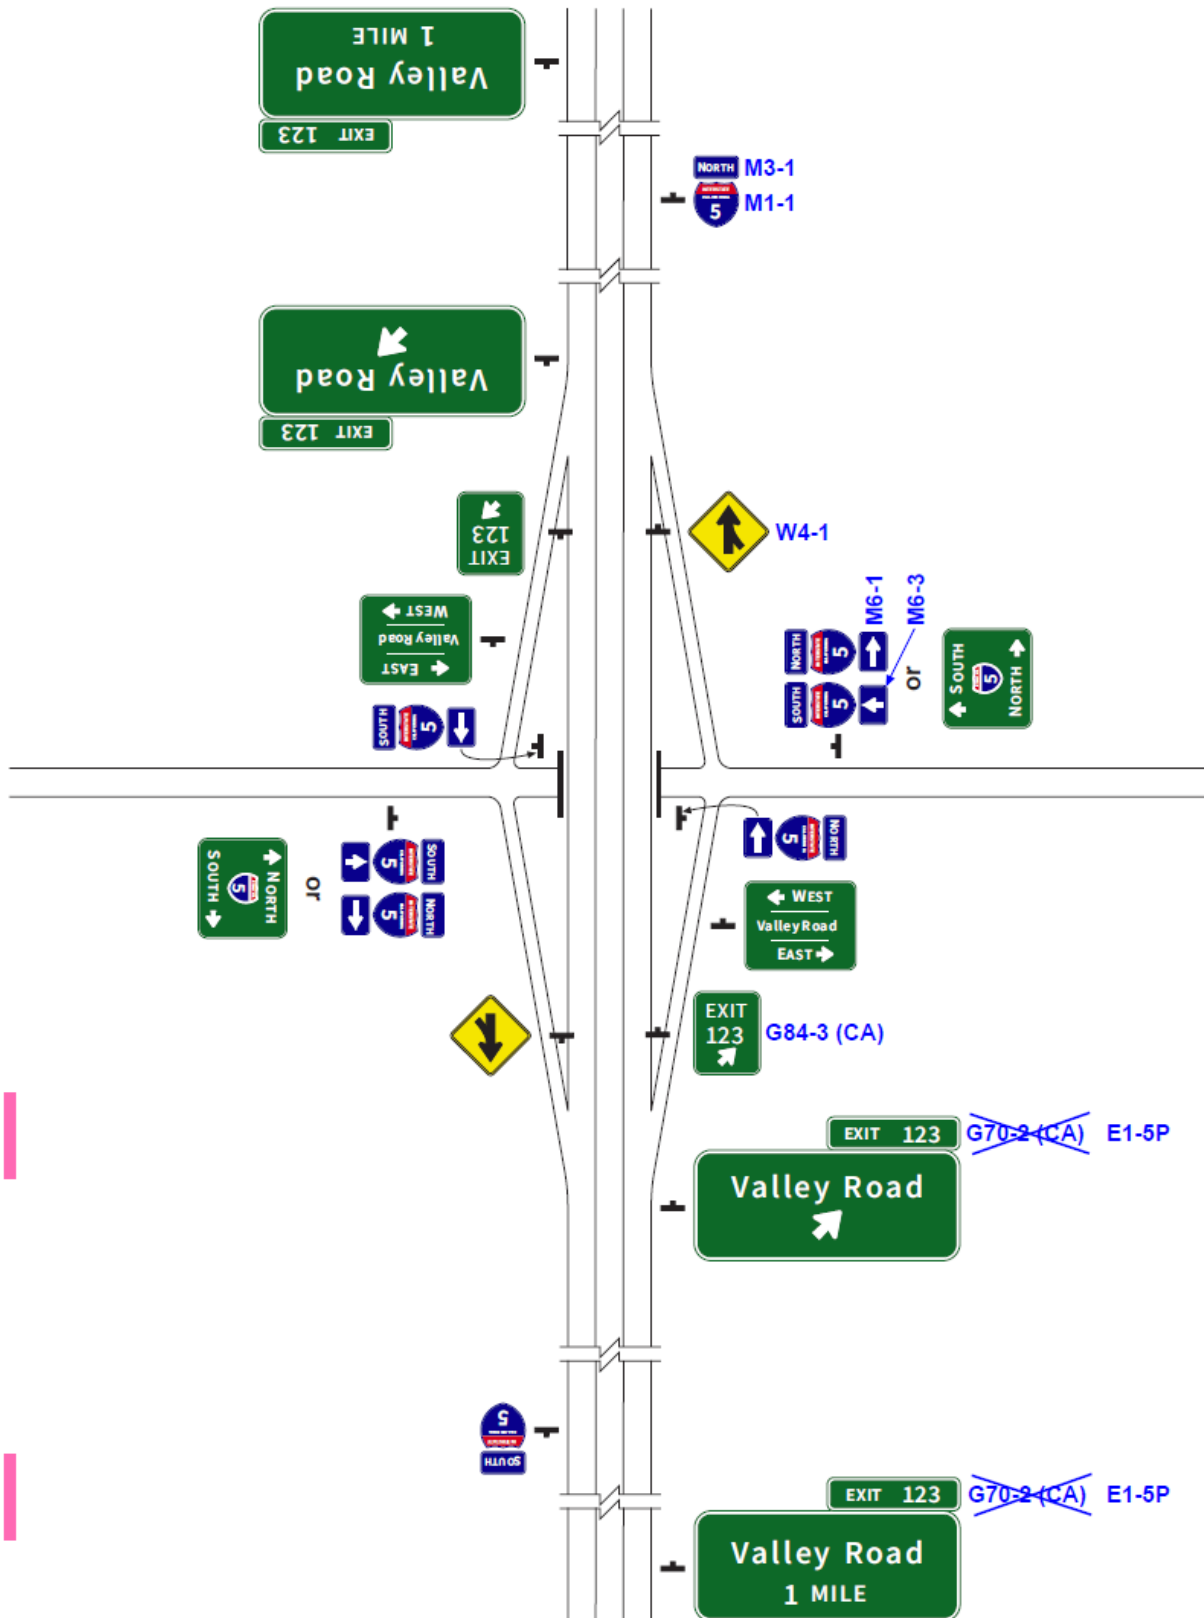 Valley Road
1 MILE
EXIT 123
NORTH M3-1
INTERSTATE
5 M1-1
Valley Road
EXIT 123
EXIT
123
W4-1
WEST
Valley Road
EAST
M6-1
M6-3
NORTH
5
SOUTH
5
or
SOUTH
5
NORTH
SOUTH
5
NORTH
5
SOUTH
or
SOUTH
5
NORTH
5
NORTH
5
WEST
Valley Road
EAST
EXIT
123
G84-3 (CA)
EXIT 123 G70-2 (CA) E1-5P
Valley Road
5
SOUTH
EXIT 123 G70-2 (CA) E1-5P
Valley Road
1 MILE